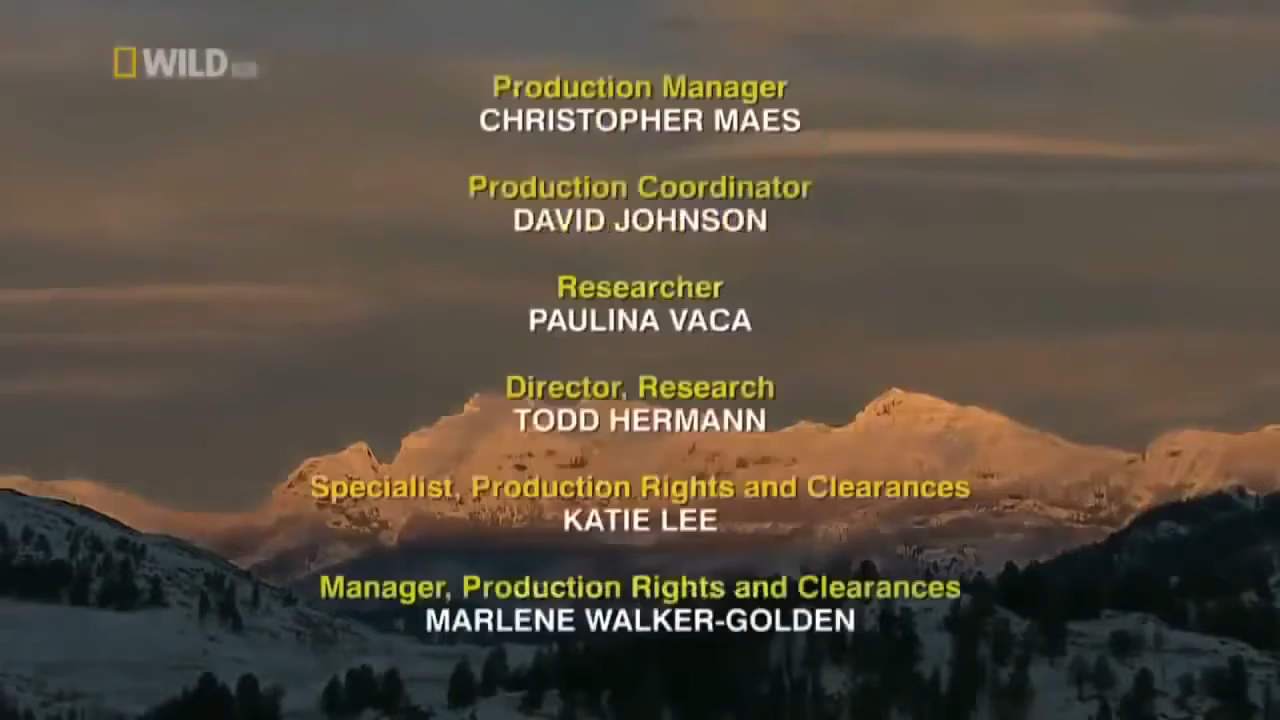 WILD
Production Manager
CHRISTOPHER MAES
Production Coordinator
DAVID JOHNSON
Researcher
PAULINA VACA
Director, Research
TODD HERMANN
Specialist, Production Rights and Clearances
KATIE LEE
Manager, Production Rights and Clearances
MARLENE WALKER-GOLDEN